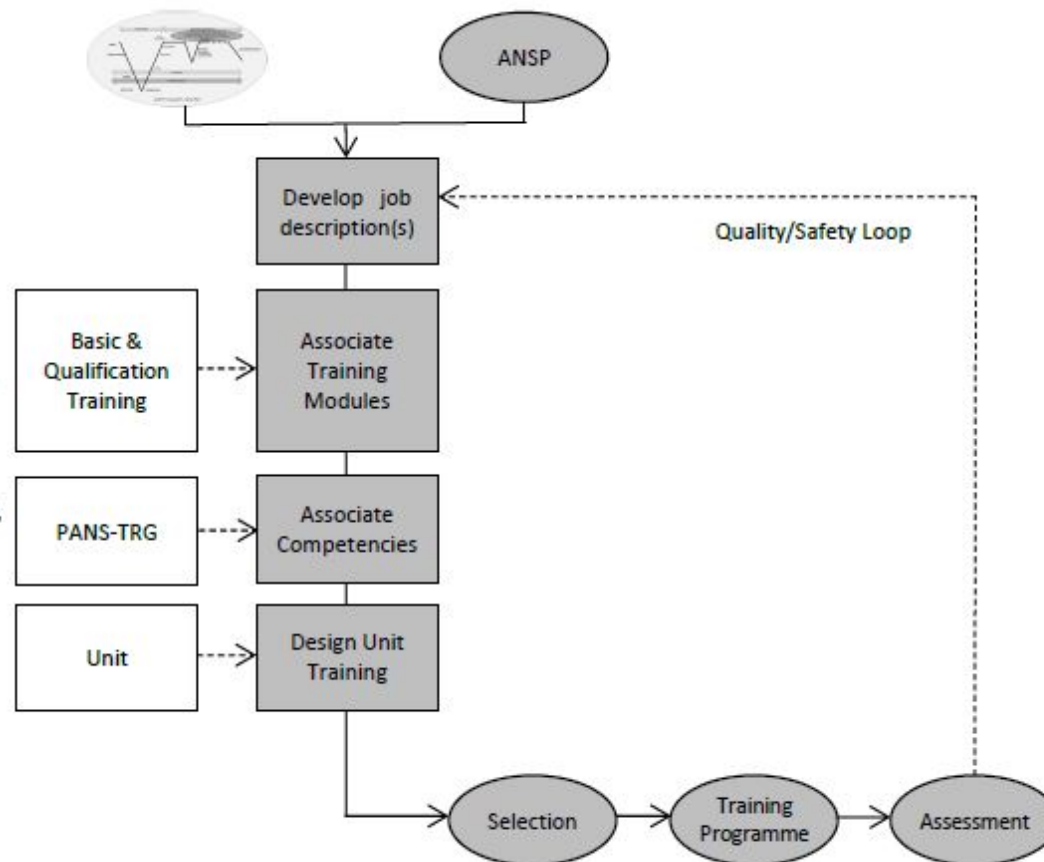 ANSP
Develop job
description(s)
Quality/Safety Loop
Basic &
Qualification
Training
Associate
Training
Modules
PANS-TRG
Associate
Competencies
Unit
Design Unit
Training
Selection
Training
Programme
Assessment